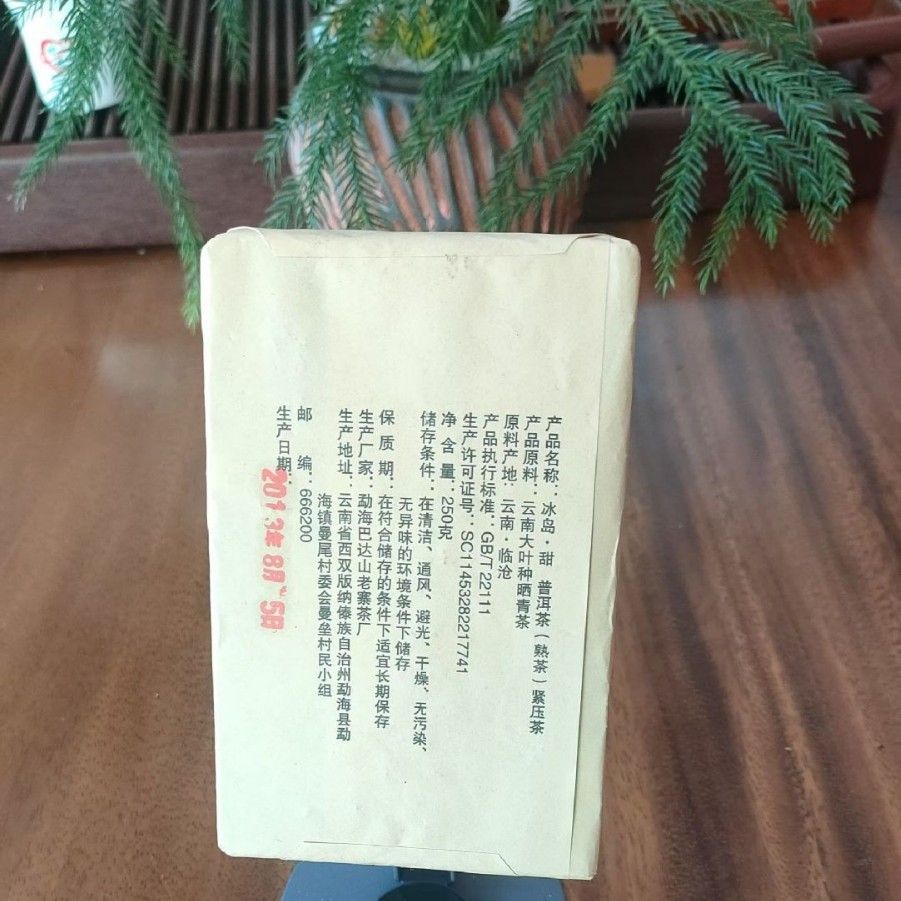 产品名称：冰岛·甜 普洱茶（熟茶）紧压茶
产品原料：云南大叶种晒青茶
原料产地：云南·临沧
产品执行标准：GB/T 22111
生产许可证号：SC11453282217741
净含量：250克
储存条件：在清洁、通风、避光、干燥、无污染、
无异味的环境条件下储存
保质期：在符合储存的条件下适宜长期保存
生产厂家：勐海巴达山老寨茶厂
生产地址：云南省西双版纳傣族自治州勐海县勐
海镇曼尾村委会曼垒村民小组
邮编：666200
生产日期：2013年8月5日